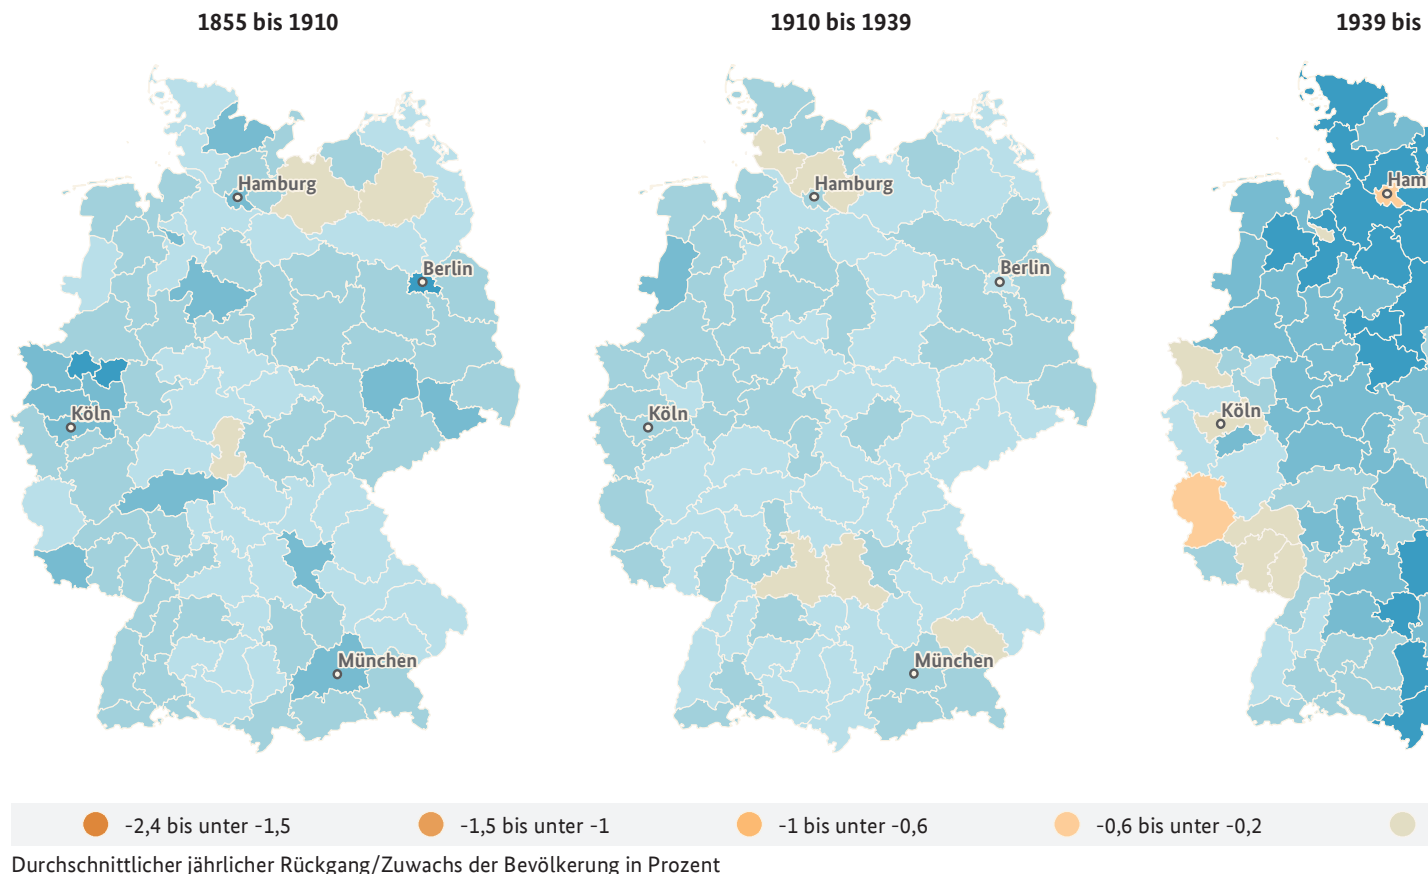 1855 bis 1910
1910 bis 1939
1939 bis
Hamburg
Berlin
Köln
München
Hamburg
Berlin
Köln
München
Ham
Köln
-2,4 bis unter -1,5
-1,5 bis unter -1
-1 bis unter -0,6
-0,6 bis unter -0,2
Durchschnittlicher jährlicher Rückgang/Zuwachs der Bevölkerung in Prozent